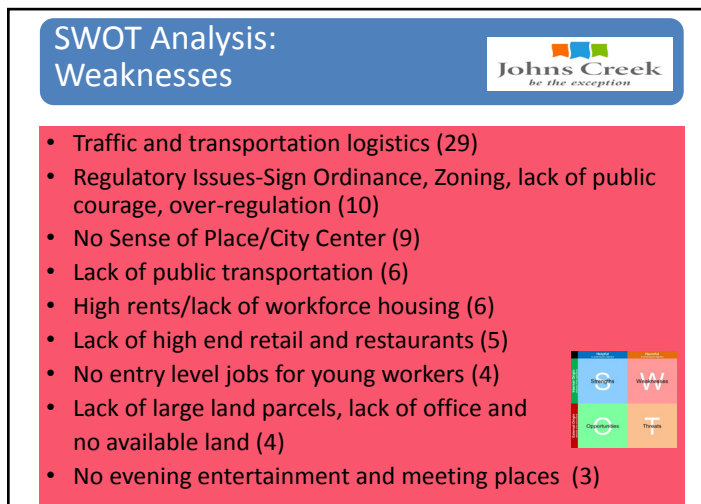 SWOT Analysis:
Weaknesses
Johns Creek
be the exception
• Traffic and transportation logistics (29)
• Regulatory Issues-Sign Ordinance, Zoning, lack of public
courage, over-regulation (10)
• No Sense of Place/City Center (9)
• Lack of public transportation (6)
• High rents/lack of workforce housing (6)
• Lack of high end retail and restaurants (5)
• No entry level jobs for young workers (4)
• Lack of large land parcels, lack of office and
no available land (4)
• No evening entertainment and meeting places (3)
Helpful
Harmful
S
Strengths
W
Weaknesses
O
Opportunities
T
Threats